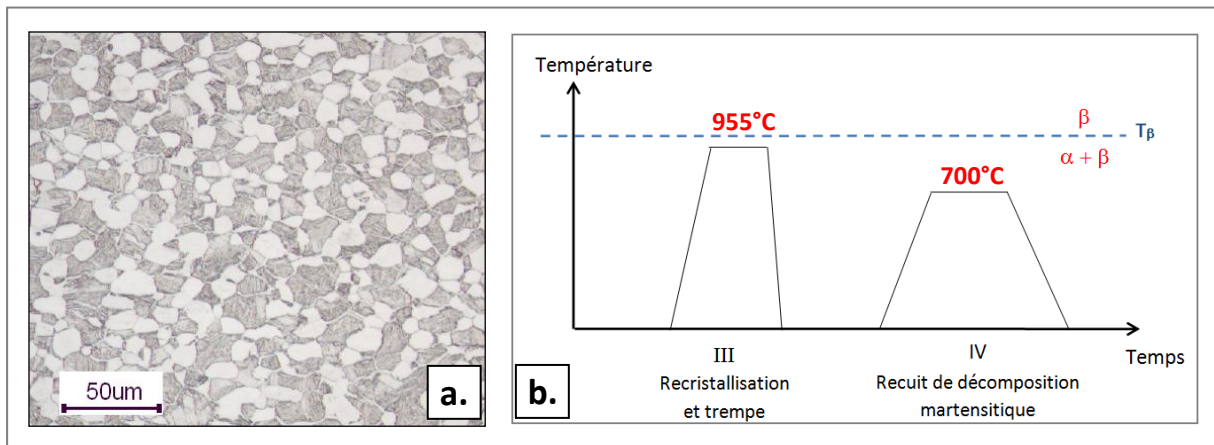 50um
a.
Température
955°C
β
Tβ
α + β
700°C
III
IV
Temps
Recristallisation
et trempe
Recuit de décomposition
martensitique
b.